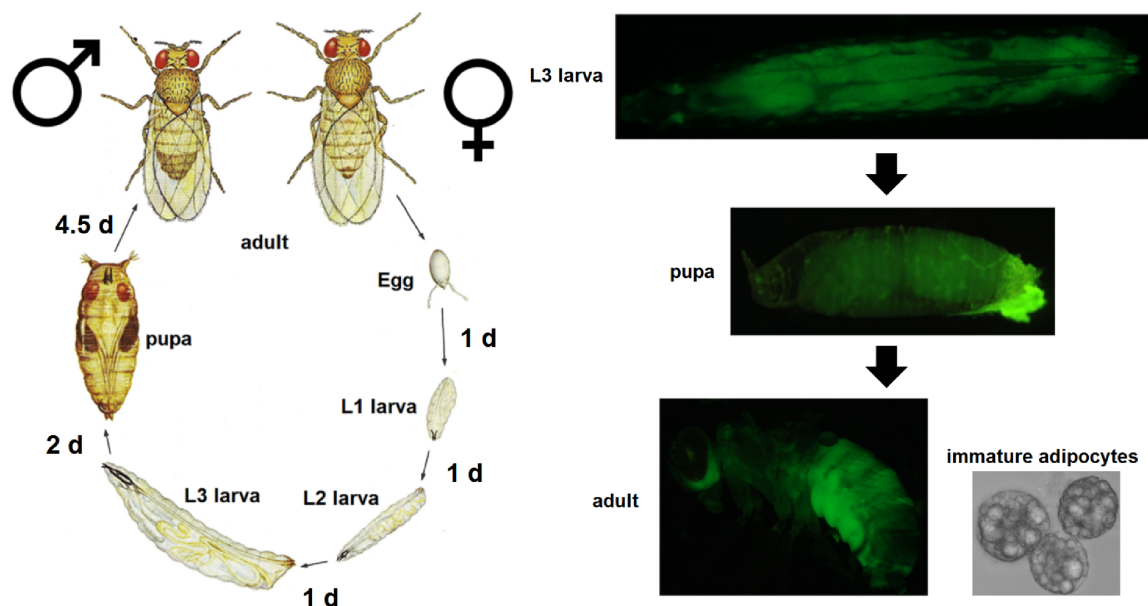 4.5 d
adult
Egg
1 d
pupa
L1 larva
1 d
2 d
L3 larva
L2 larva
1 d
L3 larva
pupa
adult
immature adipocytes